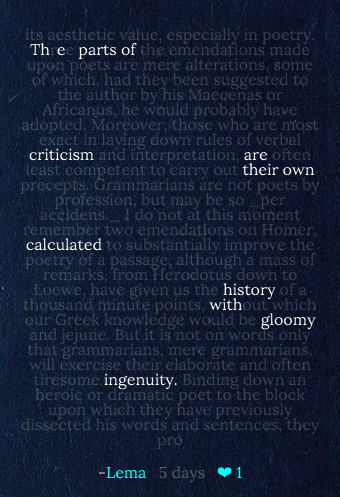 its aesthetic value, especially in poetry.
Three parts of the emendations made
upon poets are mere alterations, some
of which, had they been suggested to
the author by his Maecenas or
Africanus, he would probably have
adopted. Moreover, those who are most
exact in laying down rules of verbal
criticism and interpretation, are often
least competent to carry out their own
precepts. Grammarians are not poets by
profession, but may be so _per
accidens._ I do not at this moment
remember two emendations on Homer,
calculated to substantially improve the
poetry of a passage, although a mass of
remarks, from Herodotus down to
Loewe, have given us the history of a
thousand minute points, without which
our Greek knowledge would be gloomy
and jejune. But it is not on words only
that grammarians, mere grammarians,
will exercise their elaborate and often
tiresome ingenuity. Binding down an
heroic or dramatic poet to the block
upon which they have previously
dissected his words and sentences, they
pro
-Lema 5 days ❤ 1